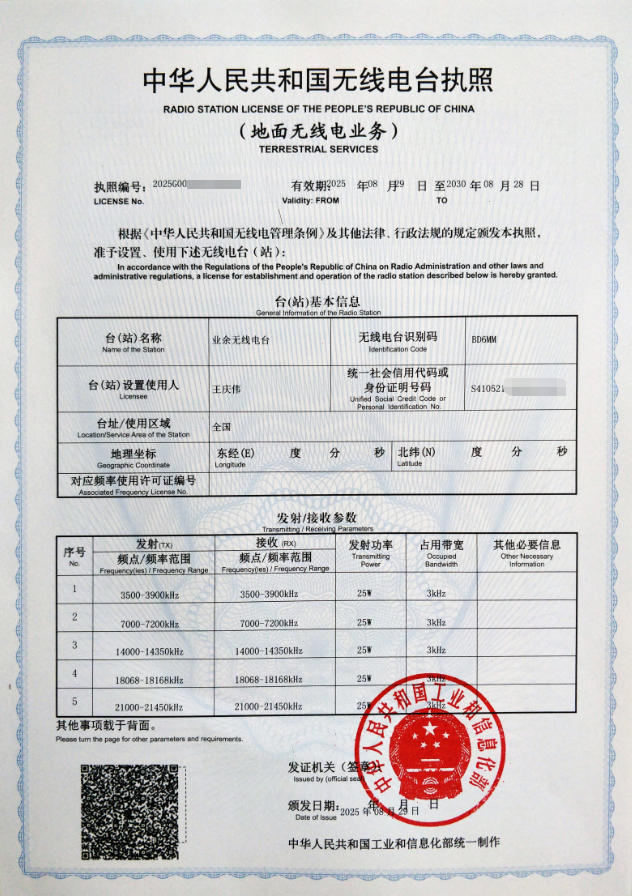 中华人民共和国无线电台执照
RADIO STATION LICENSE OF THE PEOPLE'S REPUBLIC OF CHINA
（地面无线电业务）
TERRESTRIAL SERVICES
执照编号: 2025G00 有效期: 2025 年 08 月 29 日 至 2030 年 08 月 28 日
LICENSE No. Validity: FROM TO
根据《中华人民共和国无线电管理条例》及其他法律、行政法规的规定颁发本执照，
准予设置、使用下述无线电台（站）：
In accordance with the Regulations of the People's Republic of China on Radio Administration and other laws and
administrative regulations, a license for establishment and operation of the radio station described below is hereby granted.
台(站)基本信息
General Information of the Radio Station
台(站)名称 业余无线电台 无线电台识别码 BD6MM
Name of the Station Identification Code
台(站)设置使用人 王庆伟 统一社会信用代码或 身份证明号码 S410521
Licensee Unified Social Credit Code or Personal Identification No.
台址/使用区域 全国
Location/Service Area of the Station
地理坐标 东经(E) 度 分 秒 北纬(N) 度 分 秒
Geographic Coordinate Longitude Latitude
对应频率使用许可证编号
Associated Frequency License No.
发射/接收参数
Transmitting / Receiving Parameters
序号 发射(TX) 接收(RX) 发射功率 占用带宽 其他必要信息
No. 频点/频率范围 频点/频率范围 Transmitting Power Occupied Bandwidth Other Necessary Information
Frequency(ies) / Frequency Range Frequency(ies) / Frequency Range
1 3500-3900kHz 3500-3900kHz 25W 3kHz
2 7000-7200kHz 7000-7200kHz 25W 3kHz
3 14000-14350kHz 14000-14350kHz 25W 3kHz
4 18068-18168kHz 18068-18168kHz 25W 3kHz
5 21000-21450kHz 21000-21450kHz 25W 3kHz
其他事项载于背面。
Please turn the page for other parameters and requirements.
中华人民共和国工业和信息化部
发证机关（签章）
Issued by (official seal)
颁发日期: 2025 年 08 月 29 日
Date of Issue
中华人民共和国工业和信息化部统一制作